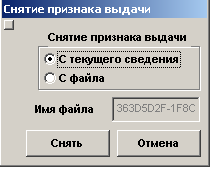 Снятие признака выдачи
Снятие признака выдачи
С текущего сведения
С файла
Имя файла 363D5D2F-1F8C
Снять Отмена